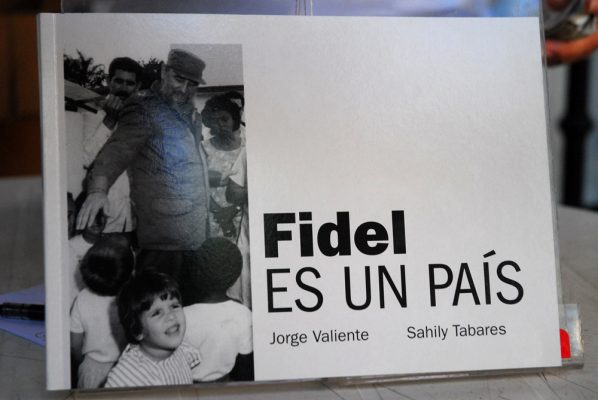 Fidel
ES UN PAÍS
Jorge Valiente Sahily Tabares